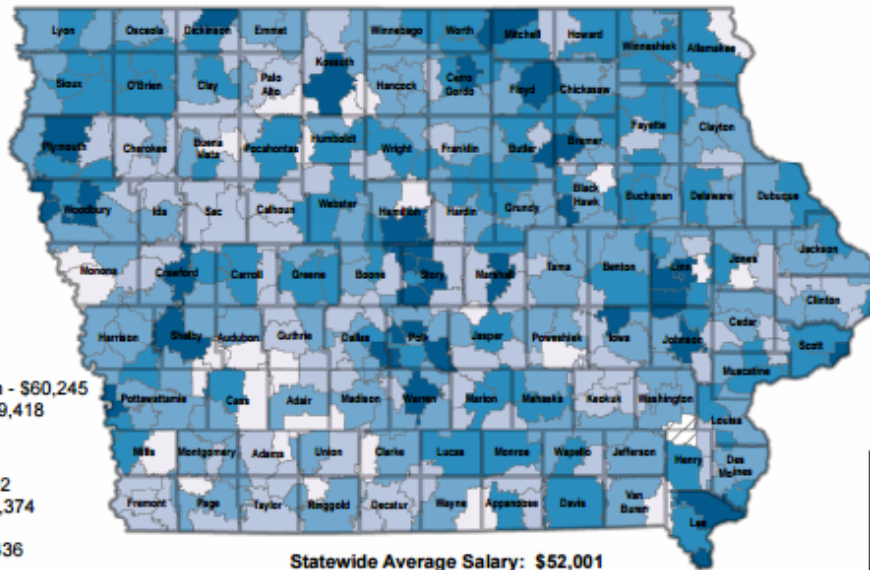 Lyon Osceola Dickinson Emmet Winnebago Worth Mitchell Howard Winneshiek Allamakee
Kossuth
Sioux O'Brien Clay Palo Alto Hancock Cerro Gordo Floyd Chickasaw
Fayette Clayton
Plymouth Cherokee Buena Vista Pocahontas Humboldt Wright Franklin Butler Bremer
Woodbury Ida Sac Calhoun Webster Hamilton Hardin Grundy Black Hawk Buchanan Delaware Dubuque
Monona Crawford Carroll Greene Boone Story Marshall Tama Benton Linn Jones Jackson
Clinton
Harrison Shelby Audubon Guthrie Dallas Polk Jasper Poweshiek Iowa Johnson Cedar Scott
Muscatine
- $60,245
9,418
Pottawattamie Cass Adair Madison Warren Marion Mahaska Keokuk Washington Louisa
Mills Montgomery Adams Union Clarke Lucas Monroe Wapello Jefferson Henry Des Moines
2
,374
Fremont Page Taylor Ringgold Decatur Wayne Appanoose Davis Van Buren Lee
36
Statewide Average Salary: $52,001